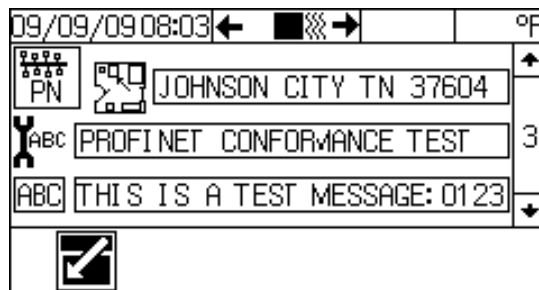 09/09/09 08:03 °F
PN JOHNSON CITY TN 37604
ABC PROFINET CONFORMANCE TEST 3
ABC THIS IS A TEST MESSAGE: 0123